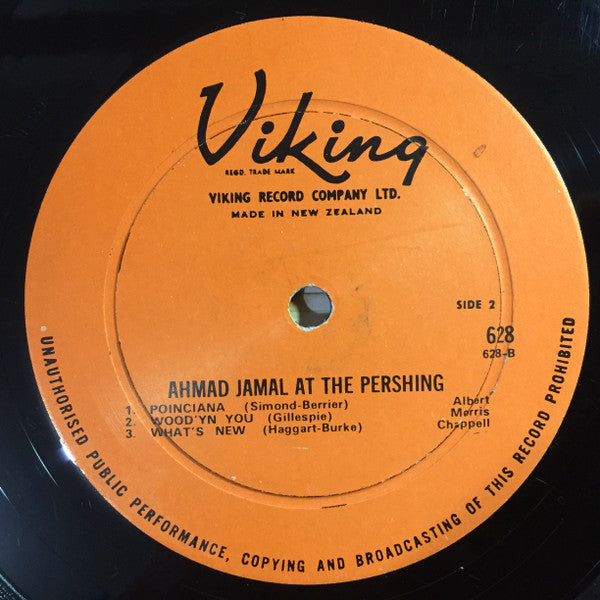 Viking
REGD. TRADE MARK
VIKING RECORD COMPANY LTD.
MADE IN NEW ZEALAND
SIDE 2
628
628-B
AHMAD JAMAL AT THE PERSHING
1. POINCIANA (Simond-Berrier) Albert
2. WOOD'YN YOU (Gillespie) Morris
3. WHAT'S NEW (Haggart-Burke) Chappell
UNAUTHORISED PUBLIC PERFORMANCE, COPYING AND BROADCASTING OF THIS RECORD PROHIBITED